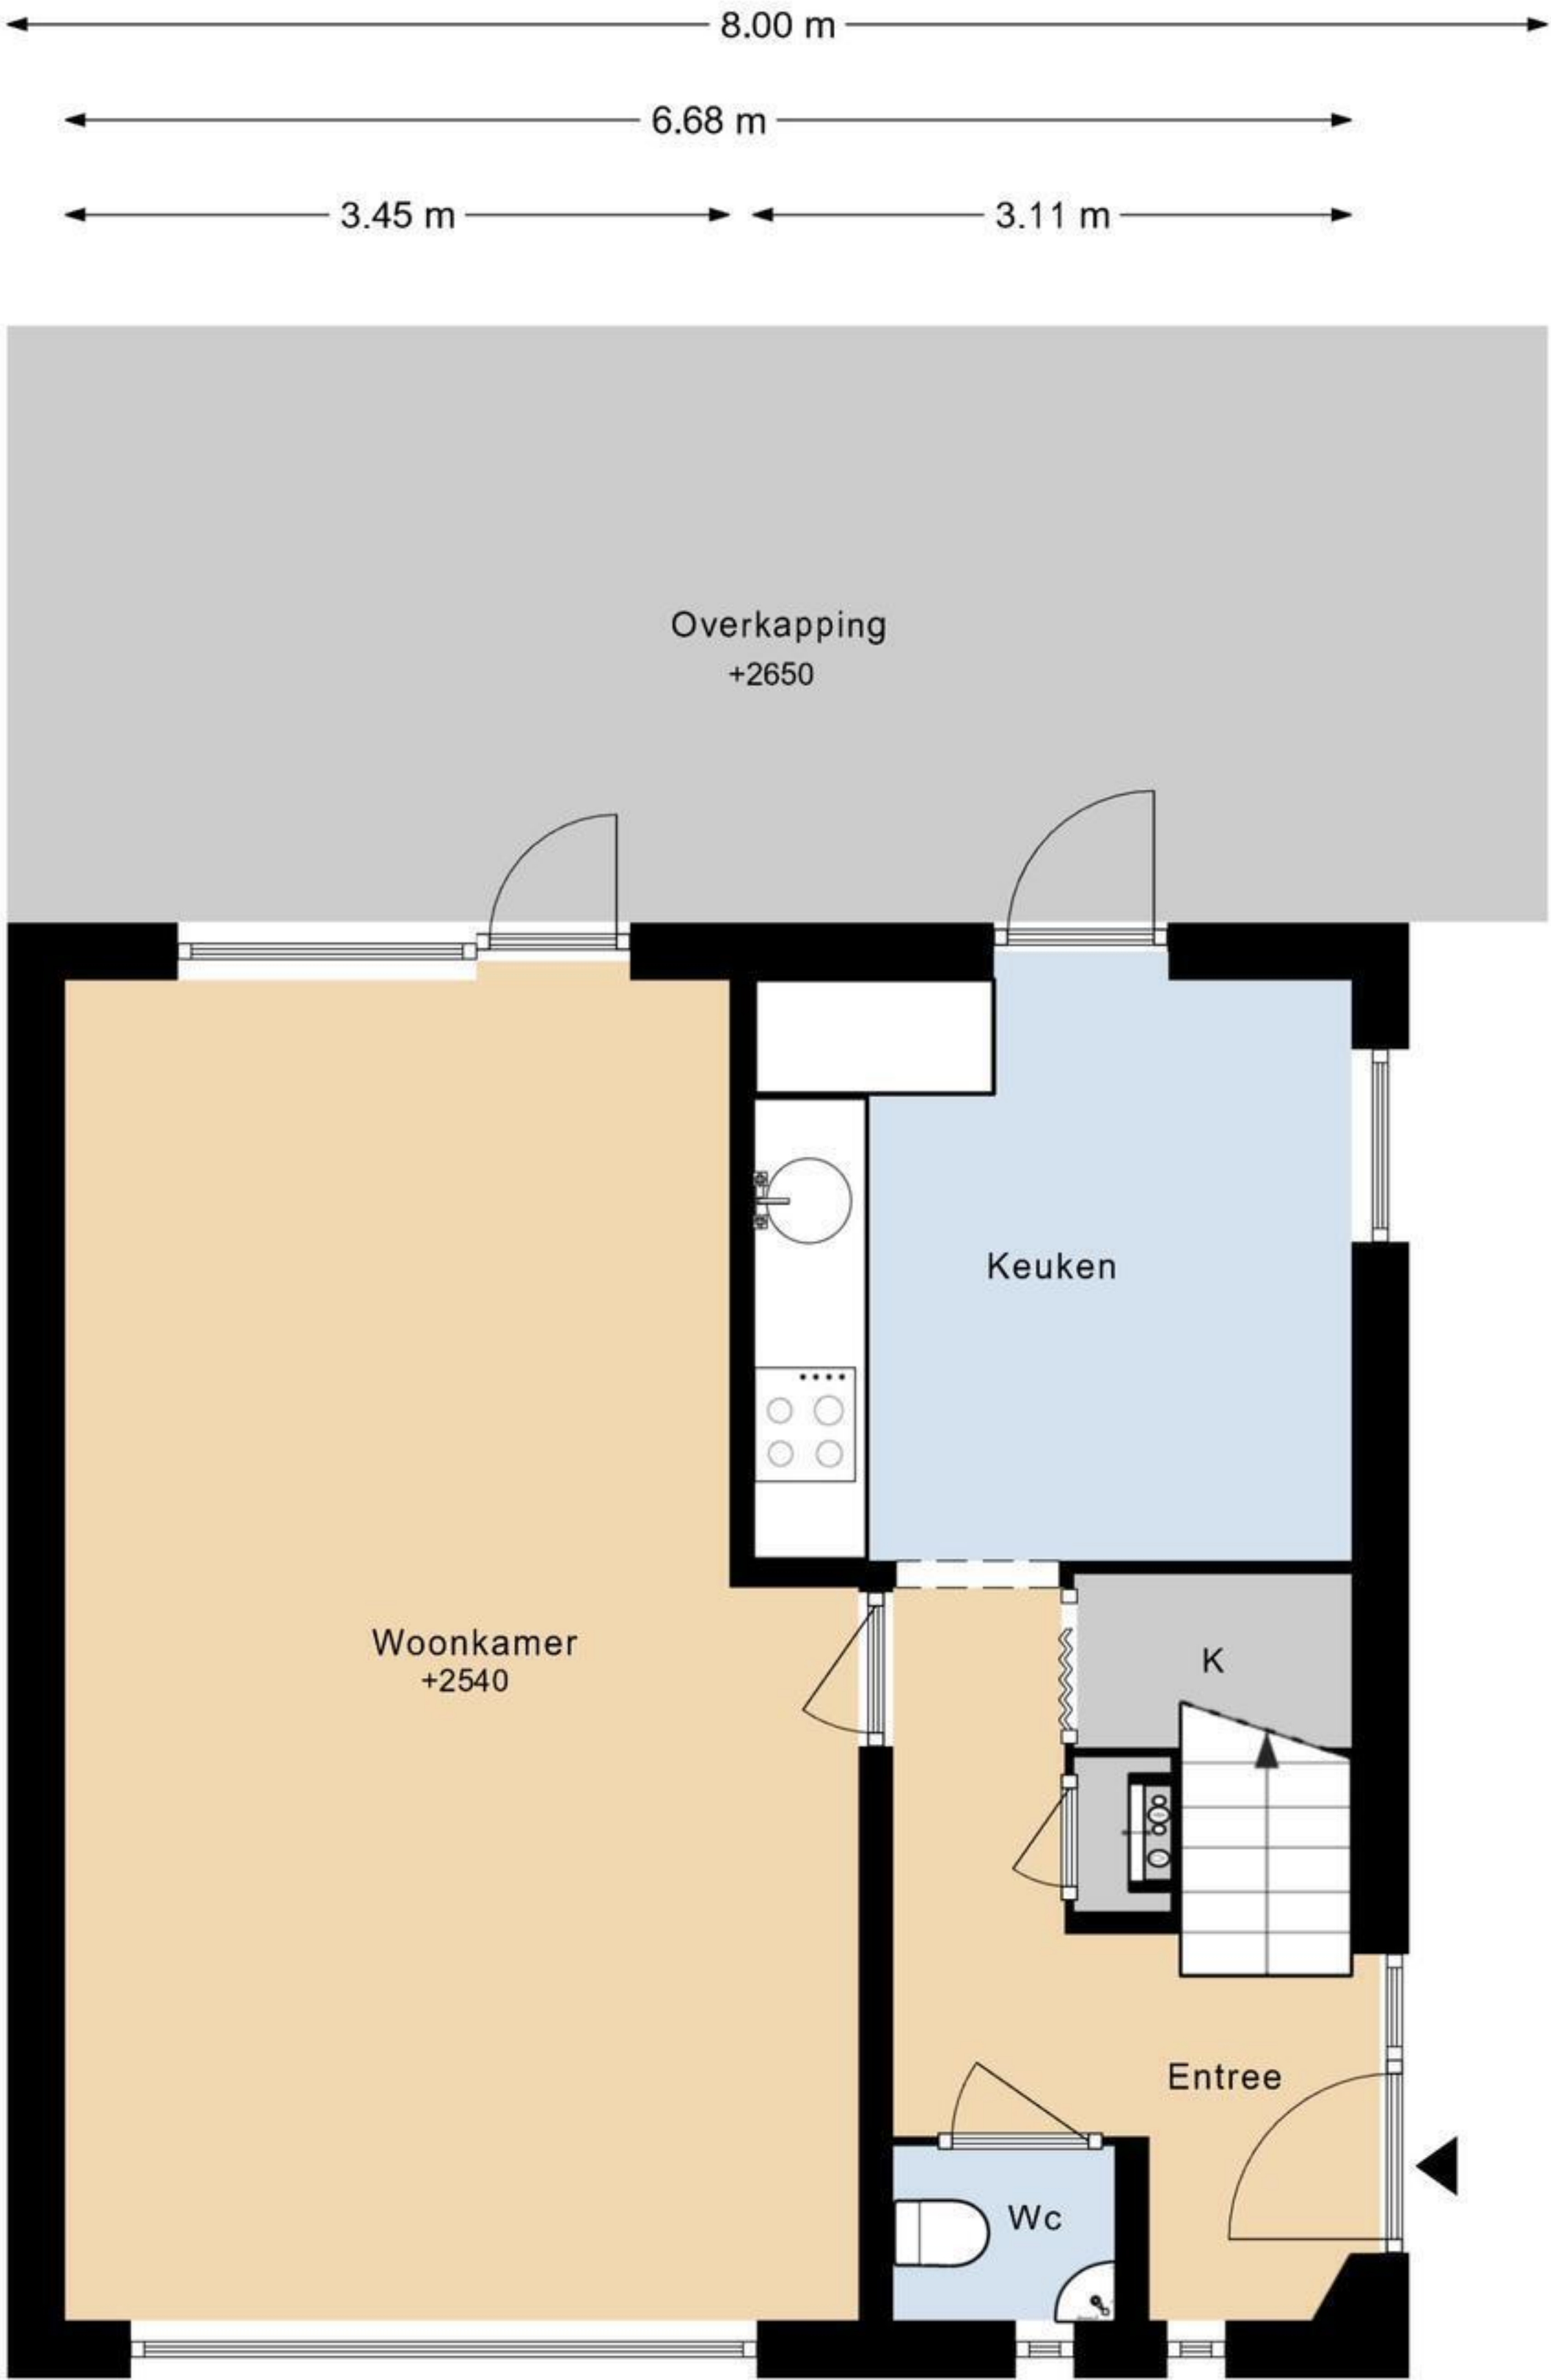 8.00 m
6.68 m
3.45 m
3.11 m
Overkapping
+2650
Keuken
Woonkamer
+2540
K
Entree
Wc